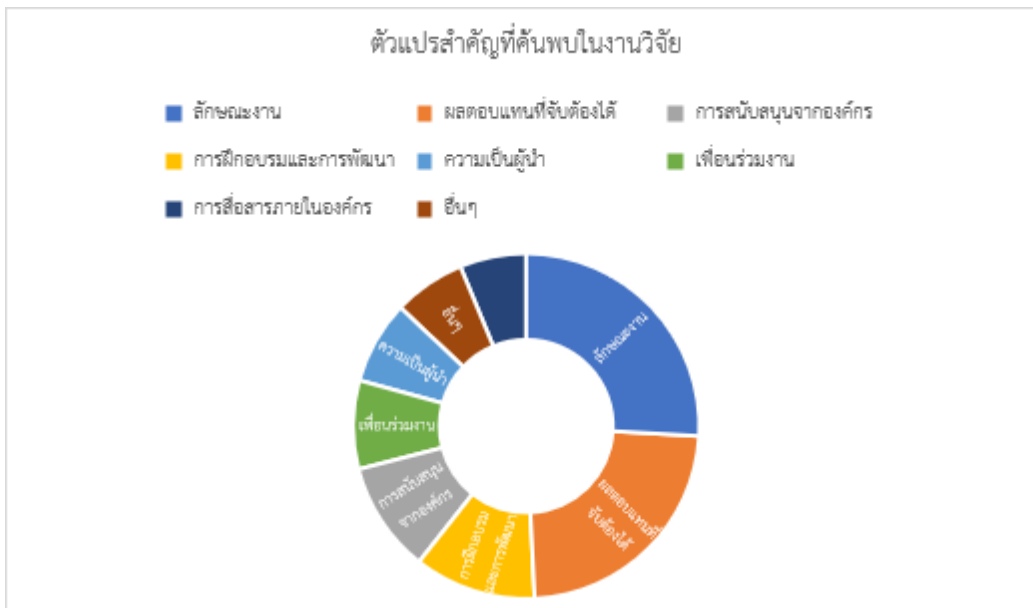 ตัวแปรสำคัญที่ค้นพบในงานวิจัย
ลักษณะงาน
ผลตอบแทนที่จับต้องได้
การสนับสนุนจากองค์กร
การฝึกอบรมและการพัฒนา
ความเป็นผู้นำ
เพื่อนร่วมงาน
การสื่อสารภายในองค์กร
อื่นๆ
ลักษณะงาน
ผลตอบแทนที่
จับต้องได้
การฝึกอบรม
และการพัฒนา
การสนับสนุน
จากองค์กร
เพื่อนร่วมงาน
ความเป็นผู้นำ
อื่นๆ